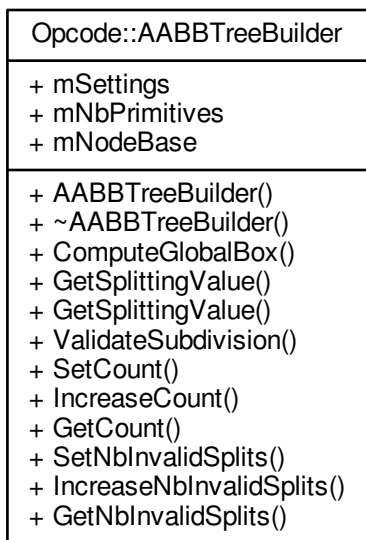 Opcode::AABBTreeBuilder
+ mSettings
+ mNbPrimitives
+ mNodeBase
+ AABBTreeBuilder()
+ ~AABBTreeBuilder()
+ ComputeGlobalBox()
+ GetSplittingValue()
+ GetSplittingValue()
+ ValidateSubdivision()
+ SetCount()
+ IncreaseCount()
+ GetCount()
+ SetNbInvalidSplits()
+ IncreaseNbInvalidSplits()
+ GetNbInvalidSplits()